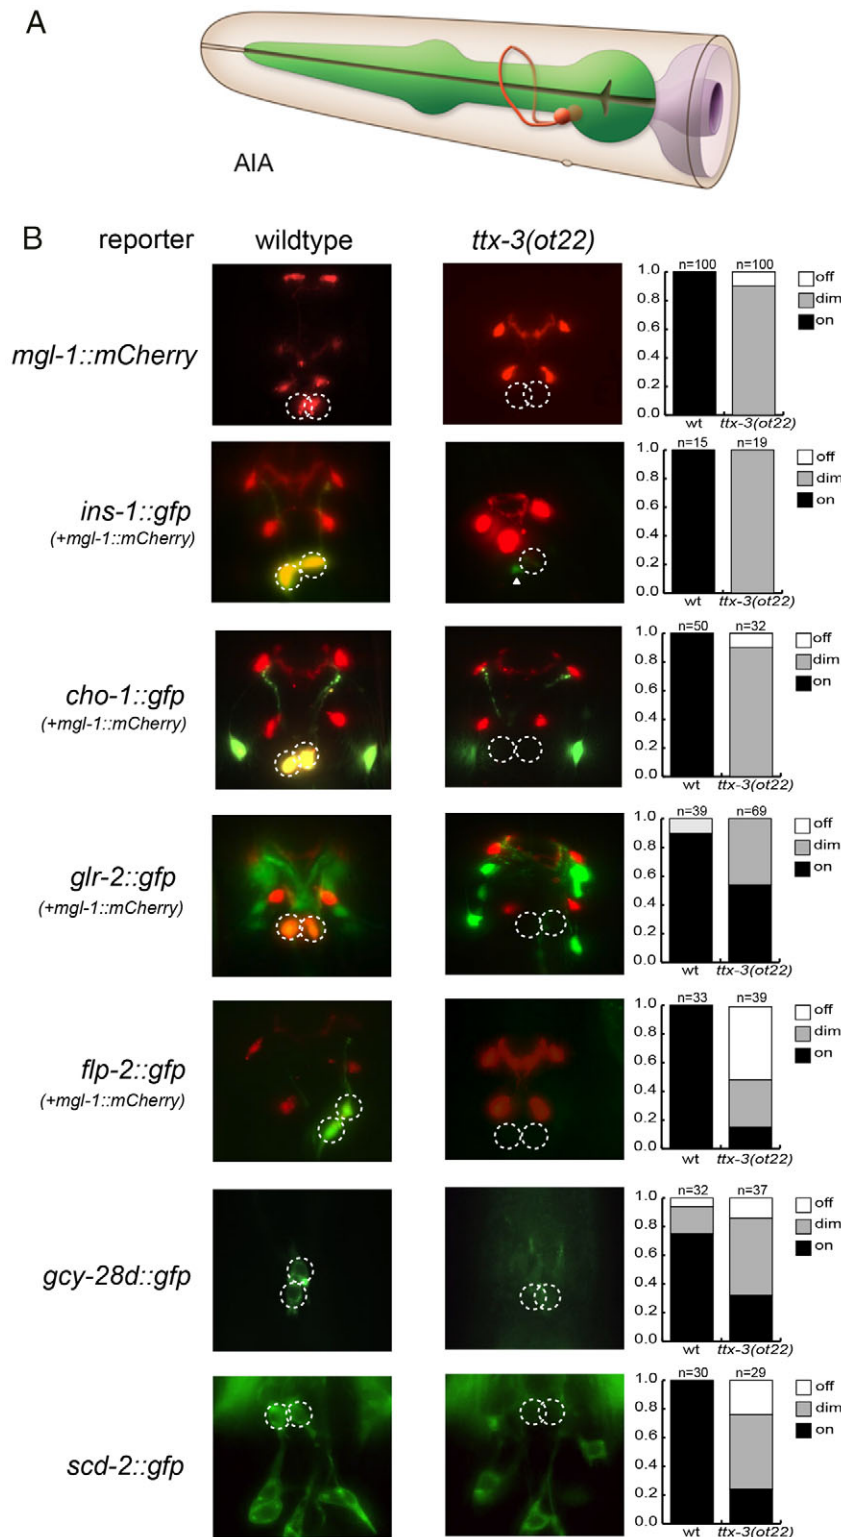 A
AIA
B reporter wildtype ttx-3(ot22)
mgl-1::mCherry
n=100 n=100
1.0
0.8
0.6
0.4
0.2
0.0
wt ttx-3(ot22)
off
dim
on
ins-1::gfp
(+mgl-1::mCherry)
n=15 n=19
1.0
0.8
0.6
0.4
0.2
0.0
wt ttx-3(ot22)
off
dim
on
cho-1::gfp
(+mgl-1::mCherry)
n=50 n=32
1.0
0.8
0.6
0.4
0.2
0.0
wt ttx-3(ot22)
off
dim
on
glr-2::gfp
(+mgl-1::mCherry)
n=39 n=69
1.0
0.8
0.6
0.4
0.2
0.0
wt ttx-3(ot22)
off
dim
on
flp-2::gfp
(+mgl-1::mCherry)
n=33 n=39
1.0
0.8
0.6
0.4
0.2
0.0
wt ttx-3(ot22)
off
dim
on
gcy-28d::gfp
n=32 n=37
1.0
0.8
0.6
0.4
0.2
0.0
wt ttx-3(ot22)
off
dim
on
scd-2::gfp
n=30 n=29
1.0
0.8
0.6
0.4
0.2
0.0
wt ttx-3(ot22)
off
dim
on